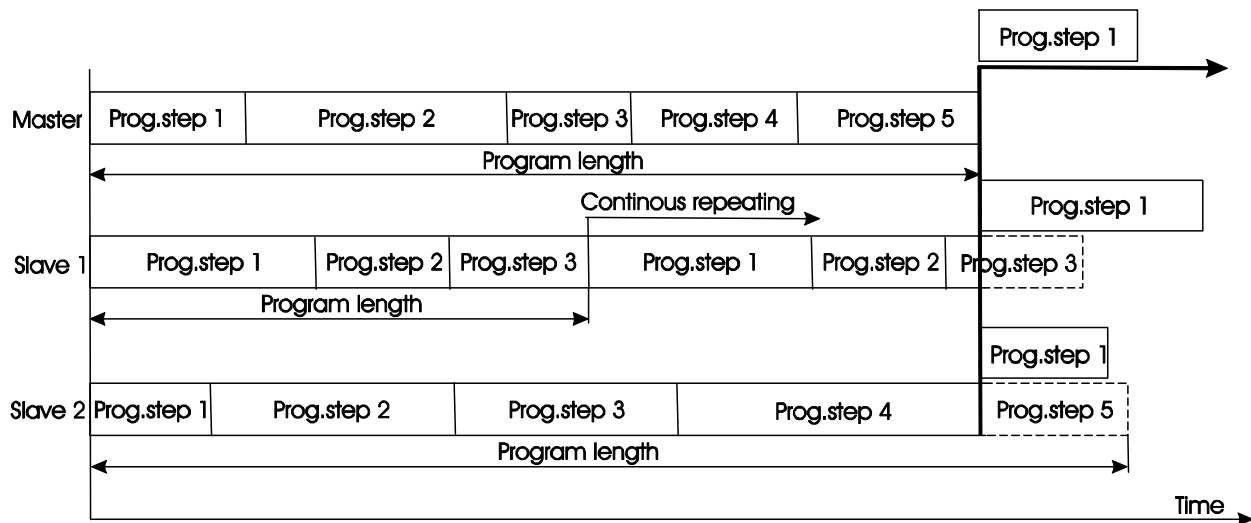 Prog.step 1
Master Prog.step 1 Prog.step 2 Prog.step 3 Prog.step 4 Prog.step 5
Program length
Continous repeating
Prog.step 1
Slave 1 Prog.step 1 Prog.step 2 Prog.step 3 Prog.step 1 Prog.step 2 Prog.step 3
Program length
Prog.step 1
Slave 2 Prog.step 1 Prog.step 2 Prog.step 3 Prog.step 4 Prog.step 5
Program length
Time